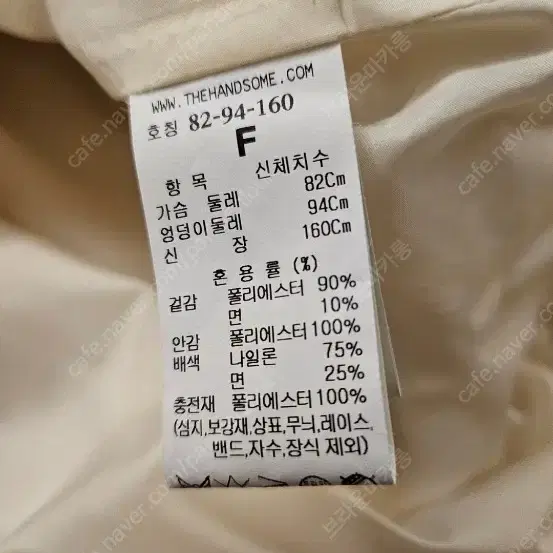 WWW.THEHANDSOME.COM
호칭 82-94-160
F
항 목 신체치수
가슴 둘레 82Cm
엉덩이둘레 94Cm
신 장 160Cm
혼 용 률 (%)
겉감 폴리에스터 90%
면 10%
안감 폴리에스터 100%
배색 나일론 75%
면 25%
충전재 폴리에스터 100%
(심지,보강재,상표,무늬,레이스,
밴드,자수,장식 제외)